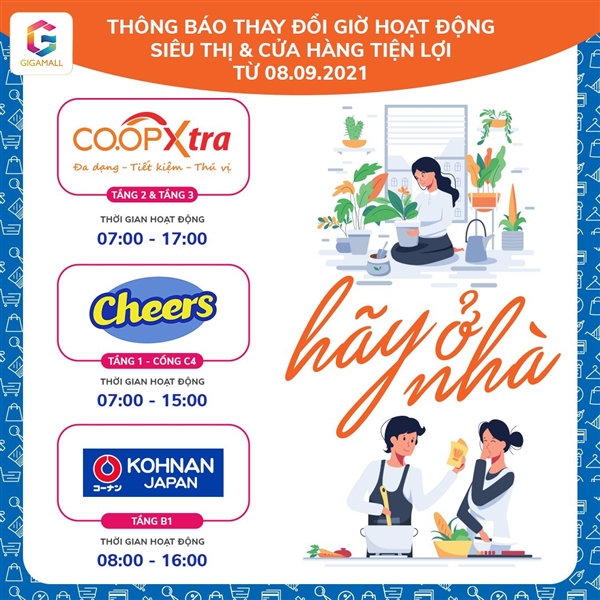 GIGAMALL
THÔNG BÁO THAY ĐỔI GIỜ HOẠT ĐỘNG
SIÊU THỊ & CỬA HÀNG TIỆN LỢI
TỪ 08.09.2021
CO.OPXtra
Đa dạng - Tiết kiệm - Thú vị
TẦNG 2 & TẦNG 3
THỜI GIAN HOẠT ĐỘNG
07:00 - 17:00
Cheers
TẦNG 1 - CỔNG C4
THỜI GIAN HOẠT ĐỘNG
07:00 - 15:00
KOHNAN
JAPAN
コーナン
TẦNG B1
THỜI GIAN HOẠT ĐỘNG
08:00 - 16:00
hãy ở
nhà